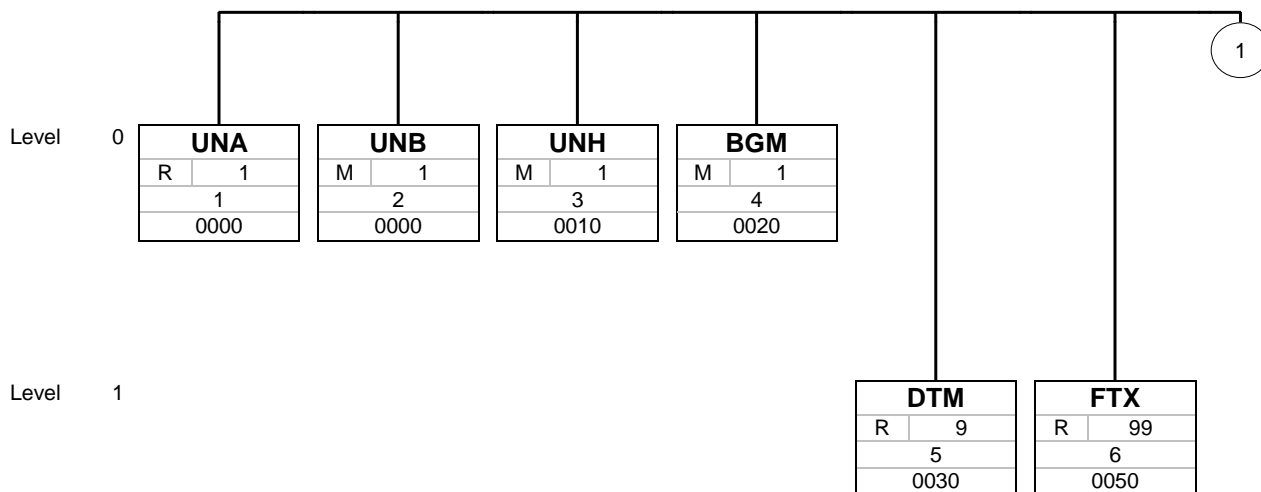 1
Level 0
UNA UNB UNH BGM
R 1 M 1 M 1 M 1
1 2 3 4
0000 0000 0010 0020
Level 1
DTM FTX
R 9 R 99
5 6
0030 0050